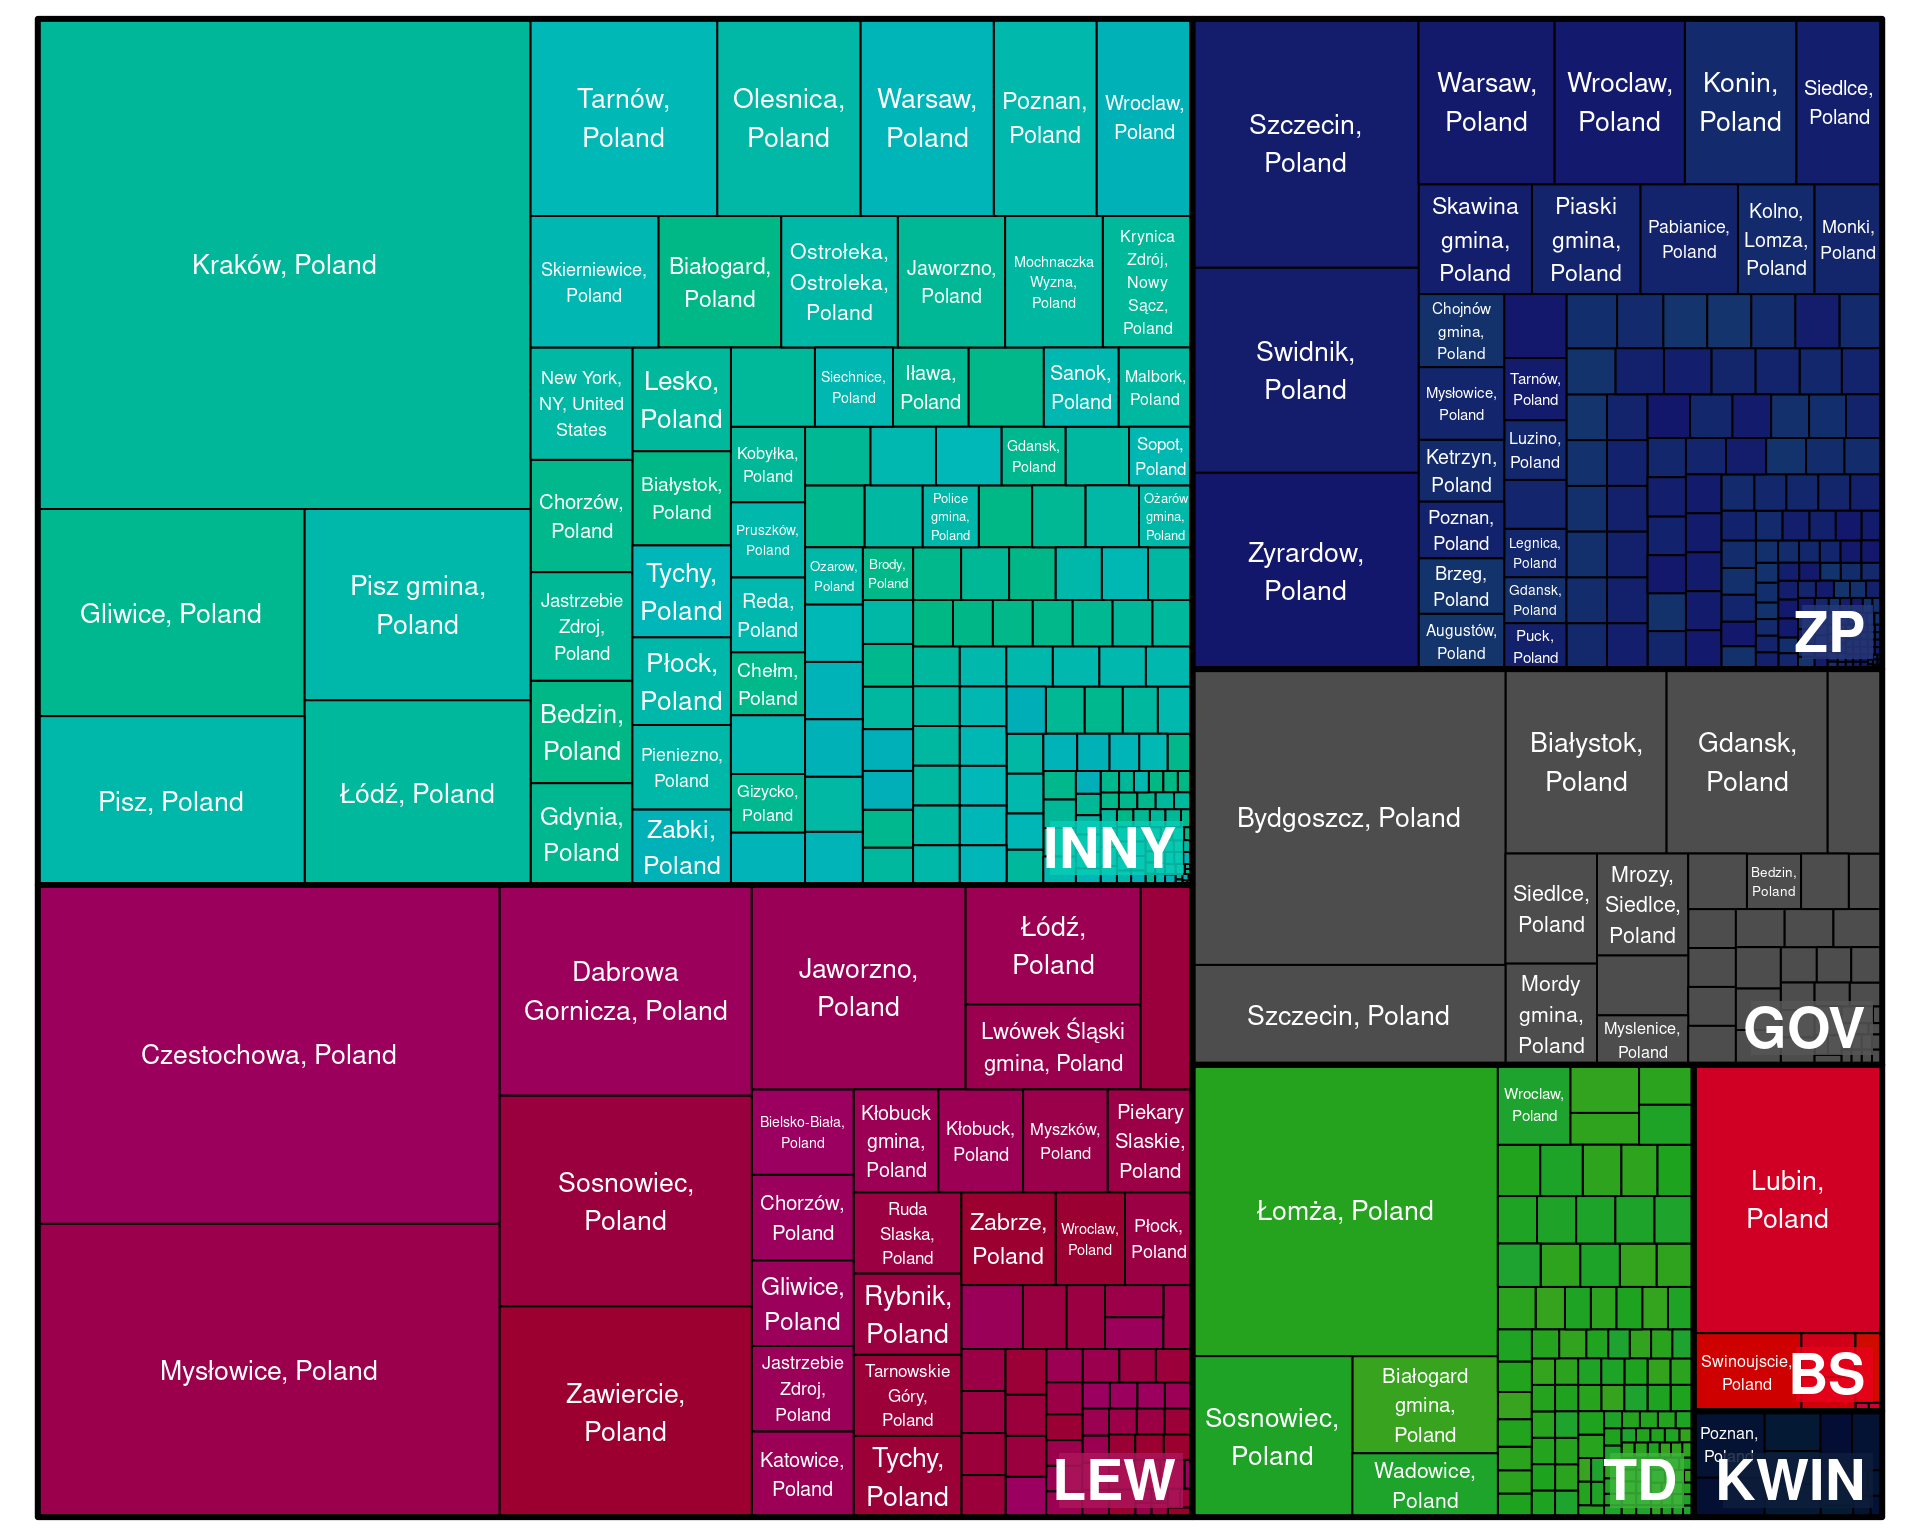 Kraków, Poland
Gliwice, Poland
Pisz, Poland
Pisz gmina,
Poland
Łódź, Poland
Tarnów,
Poland
Olesnica,
Poland
Warsaw,
Poland
Poznan,
Poland
Wroclaw,
Poland
Skierniewice,
Poland
Białogard,
Poland
Ostrołeka,
Ostroleka,
Poland
Jaworzno,
Poland
Mochnaczka
Wyzna,
Poland
Krynica
Zdrój,
Nowy
Sącz,
Poland
New York,
NY, United
States
Chorzów,
Poland
Jastrzebie
Zdroj,
Poland
Bedzin,
Poland
Gdynia,
Poland
Lesko,
Poland
Białystok,
Poland
Tychy,
Poland
Płock,
Poland
Pieniezno,
Poland
Zabki,
Poland
Siechnice,
Poland
Iława,
Poland
Sanok,
Poland
Malbork,
Poland
Kobyłka,
Poland
Pruszków,
Poland
Reda,
Poland
Chełm,
Poland
Gizycko,
Poland
Gdansk,
Poland
Sopot,
Poland
Police
gmina,
Poland
Ożarów
gmina,
Poland
Ozarow,
Poland
Brody,
Poland
INNY
Czestochowa, Poland
Mysłowice, Poland
Dabrowa
Gornicza, Poland
Sosnowiec,
Poland
Zawiercie,
Poland
Jaworzno,
Poland
Łódź,
Poland
Lwówek Śląski
gmina, Poland
Bielsko-Biała,
Poland
Chorzów,
Poland
Gliwice,
Poland
Jastrzebie
Zdroj,
Poland
Katowice,
Poland
Kłobuck
gmina,
Poland
Kłobuck,
Poland
Myszków,
Poland
Piekary
Slaskie,
Poland
Ruda
Slaska,
Poland
Rybnik,
Poland
Tarnowskie
Góry,
Poland
Tychy,
Poland
Zabrze,
Poland
Wroclaw,
Poland
Płock,
Poland
LEW
Szczecin,
Poland
Swidnik,
Poland
Zyrardow,
Poland
Warsaw,
Poland
Wroclaw,
Poland
Konin,
Poland
Siedlce,
Poland
Skawina
gmina,
Poland
Piaski
gmina,
Poland
Pabianice,
Poland
Kolno,
Lomza,
Poland
Monki,
Poland
Chojnów
gmina,
Poland
Mysłowice,
Poland
Ketrzyn,
Poland
Poznan,
Poland
Brzeg,
Poland
Augustów,
Poland
Tarnów,
Poland
Luzino,
Poland
Legnica,
Poland
Gdansk,
Poland
Puck,
Poland
ZP
Bydgoszcz, Poland
Szczecin, Poland
Białystok,
Poland
Gdansk,
Poland
Siedlce,
Poland
Mrozy,
Siedlce,
Poland
Mordy
gmina,
Poland
Myslenice,
Poland
Bedzin,
Poland
GOV
Łomża, Poland
Sosnowiec,
Poland
Białogard
gmina,
Poland
Wadowice,
Poland
Wroclaw,
Poland
TD
Lubin,
Poland
Swinoujscie,
Poland
BS
Poznan,
Poland
KWIN